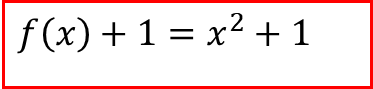 f(x) + 1 = x² + 1